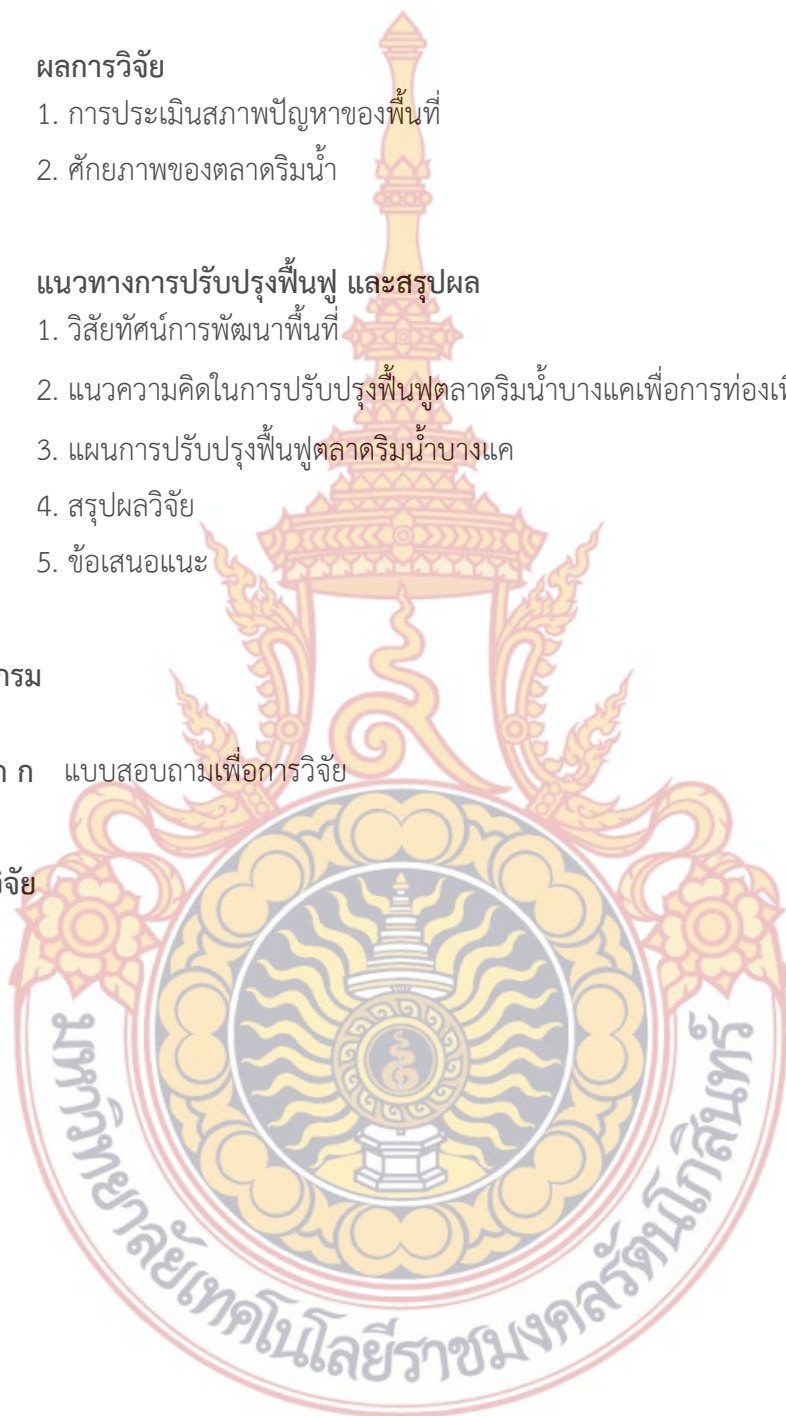 ผลการวิจัย
1. การประเมินสภาพปัญหาของพื้นที่
2. ศักยภาพของตลาดริมน้ำ
แนวทางการปรับปรุงฟื้นฟู และสรุปผล
1. วิสัยทัศน์การพัฒนาพื้นที่
2. แนวความคิดในการปรับปรุงฟื้นฟูตลาดริมน้ำบางแคเพื่อการท่องเที
3. แผนการปรับปรุงฟื้นฟูตลาดริมน้ำบางแค
4. สรุปผลวิจัย
5. ข้อเสนอแนะ
กรม
ก แบบสอบถามเพื่อการวิจัย
วิจัย
มหาวิทยาลัยเทคโนโลยีราชมงคลรัตนโกสินทร์